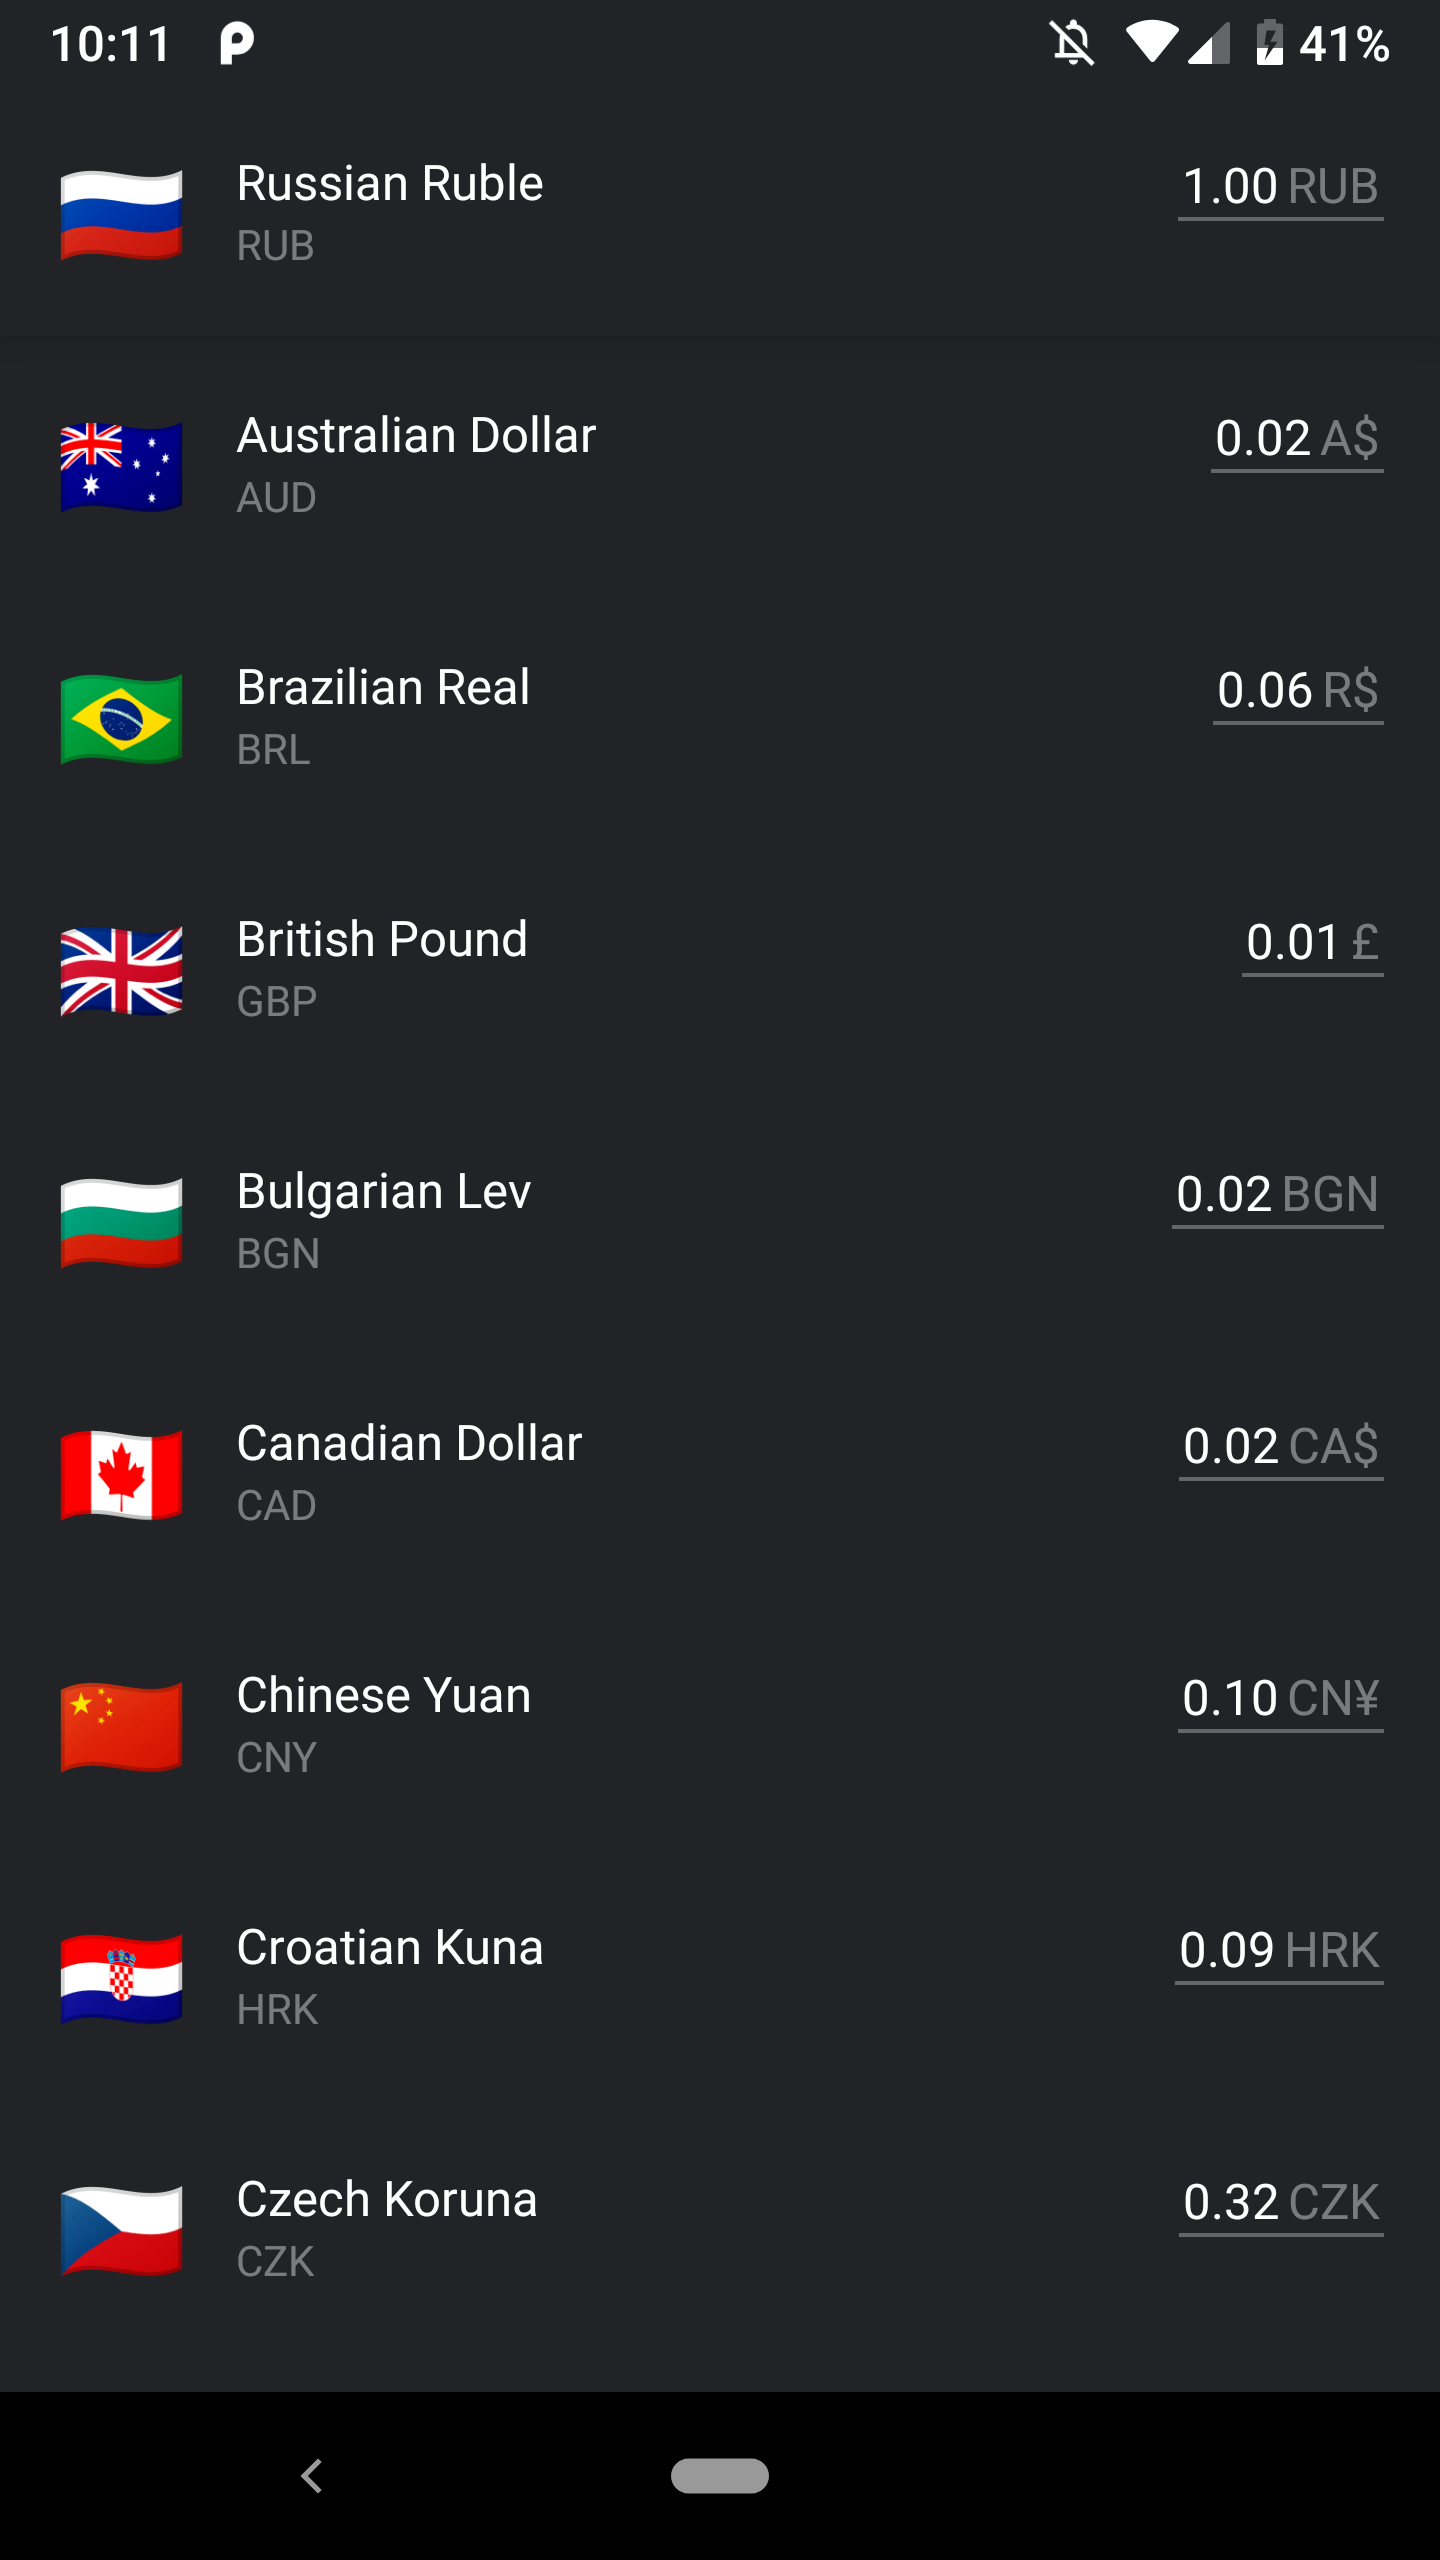 10:11 41%
Russian Ruble 1.00 RUB
RUB
Australian Dollar 0.02 A$
AUD
Brazilian Real 0.06 R$
BRL
British Pound 0.01 £
GBP
Bulgarian Lev 0.02 BGN
BGN
Canadian Dollar 0.02 CA$
CAD
Chinese Yuan 0.10 CN¥
CNY
Croatian Kuna 0.09 HRK
HRK
Czech Koruna 0.32 CZK
CZK